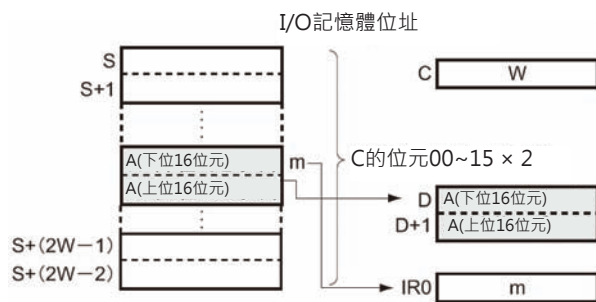 I/O記憶體位址
S
S+1
A(下位16位元)
A(上位16位元)
m
S+(2W−1)
S+(2W−2)
C的位元00~15 × 2
C
W
D
A(下位16位元)
D+1
A(上位16位元)
IR0
m